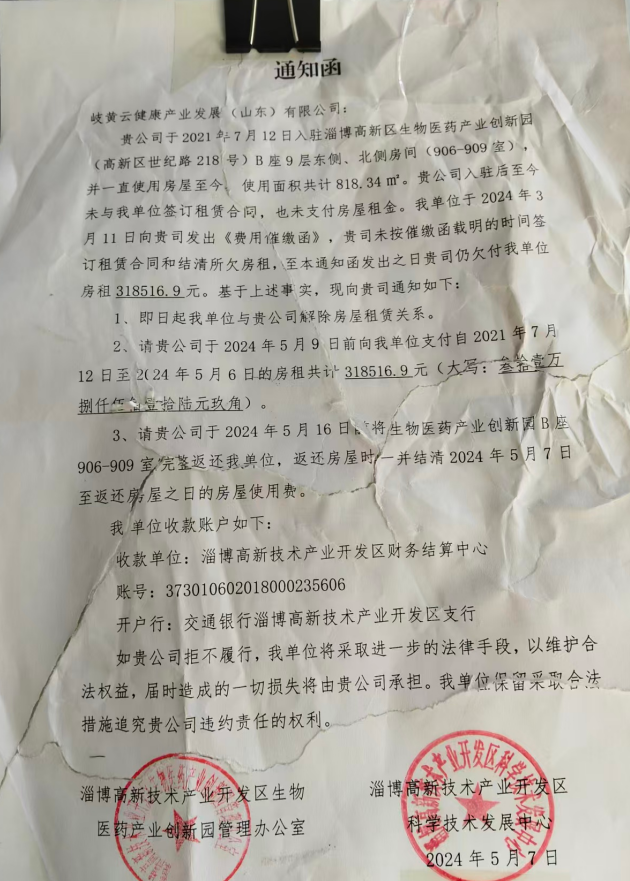 通知函
岐黄云健康产业发展（山东）有限公司：
贵公司于2021年7月12日入驻淄博高新区生物医药产业创新园
（高新区世纪路218号）B座9层东侧、北侧房间（906-909室），
并一直使用房屋至今，使用面积共计818.34㎡。贵公司入驻后至今
未与我单位签订租赁合同，也未支付房屋租金。我单位于2024年3
月11日向贵司发出《费用催缴函》，贵司未按催缴函载明的时间签
订租赁合同和结清所欠房租，至本通知函发出之日贵司仍欠付我单位
房租318516.9元。基于上述事实，现向贵司通知如下：
1、即日起我单位与贵公司解除房屋租赁关系。
2、请贵公司于2024年5月9日前向我单位支付自2021年7月
12日至2024年5月6日的房租共计318516.9元（大写：叁拾壹万
捌仟伍佰壹拾陆元玖角）。
3、请贵公司于2024年5月16日前将生物医药产业创新园B座
906-909室完整返还我单位，返还房屋时一并结清2024年5月7日
至返还房屋之日的房屋使用费。
我单位收款账户如下：
收款单位：淄博高新技术产业开发区财务结算中心
账号：373010602018000235606
开户行：交通银行淄博高新技术产业开发区支行
如贵公司拒不履行，我单位将采取进一步的法律手段，以维护合
法权益，届时造成的一切损失将由贵公司承担。我单位保留采取合法
措施追究贵公司违约责任的权利。
淄博高新技术产业开发区生物
医药产业创新园管理办公室
淄博高新技术产业开发区
科学技术发展中心
2024年5月7日